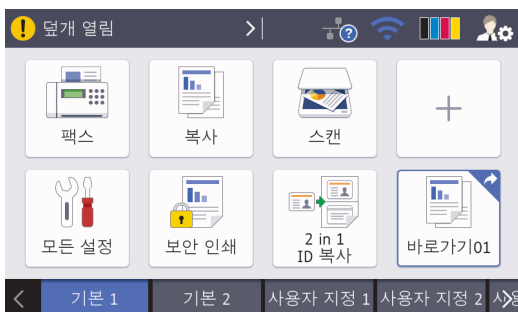 덮개 열림
팩스
복사
스캔
모든 설정
보안 인쇄
2 in 1
ID 복사
바로가기01
기본 1
기본 2
사용자 지정 1
사용자 지정 2